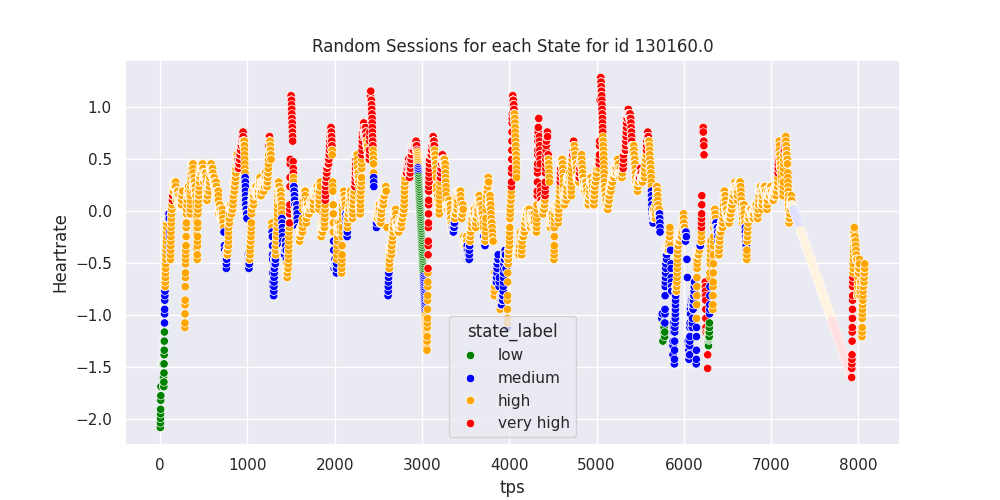 Random Sessions for each State for id 130160.0
Heartrate
1.0
0.5
0.0
−0.5
−1.0
−1.5
−2.0
state_label
low
medium
high
very high
0 1000 2000 3000 4000 5000 6000 7000 8000
tps